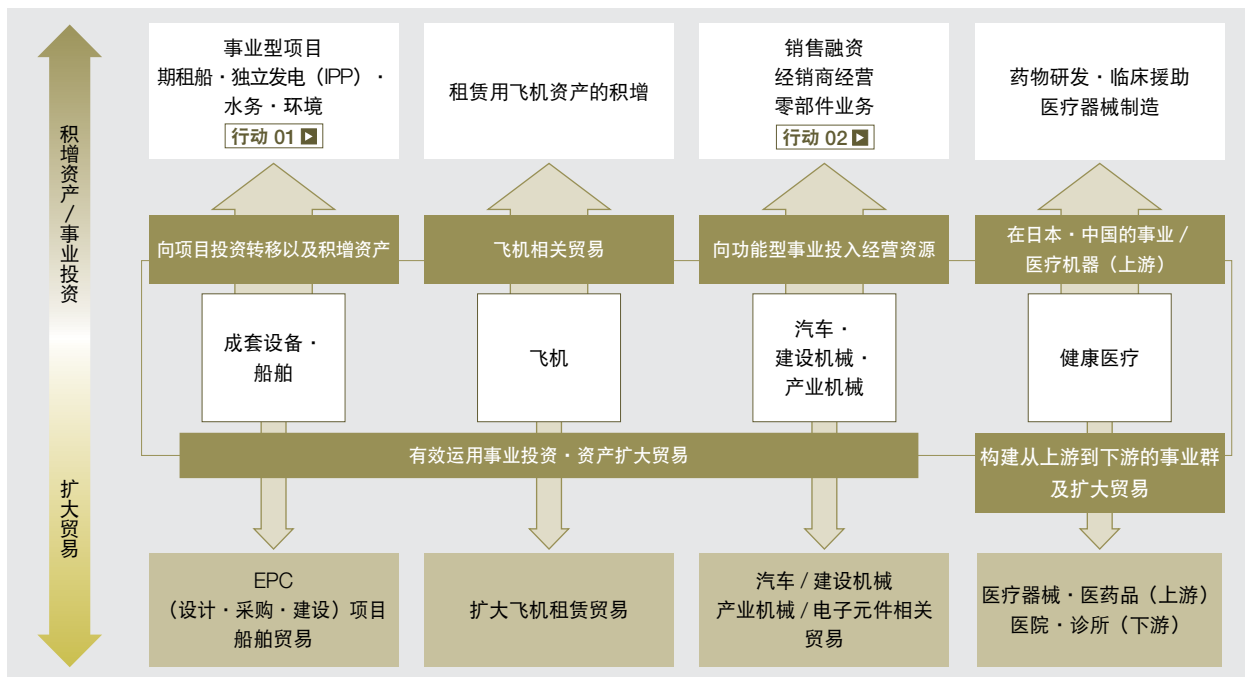 积增资产/事业投资
扩大贸易
事业型项目
期租船・独立发电（IPP）・
水务・环境
行动 01
租赁用飞机资产的积增
销售融资
经销商经营
零部件业务
行动 02
药物研发・临床援助
医疗器械制造
向项目投资转移以及积增资产
飞机相关贸易
向功能型事业投入经营资源
在日本・中国的事业 /
医疗机器（上游）
成套设备・
船舶
飞机
汽车・
建设机械・
产业机械
健康医疗
有效运用事业投资・资产扩大贸易
构建从上游到下游的事业群
及扩大贸易
EPC
（设计・采购・建设）项目
船舶贸易
扩大飞机租赁贸易
汽车 / 建设机械
产业机械 / 电子元件相关
贸易
医疗器械・医药品（上游）
医院・诊所（下游）